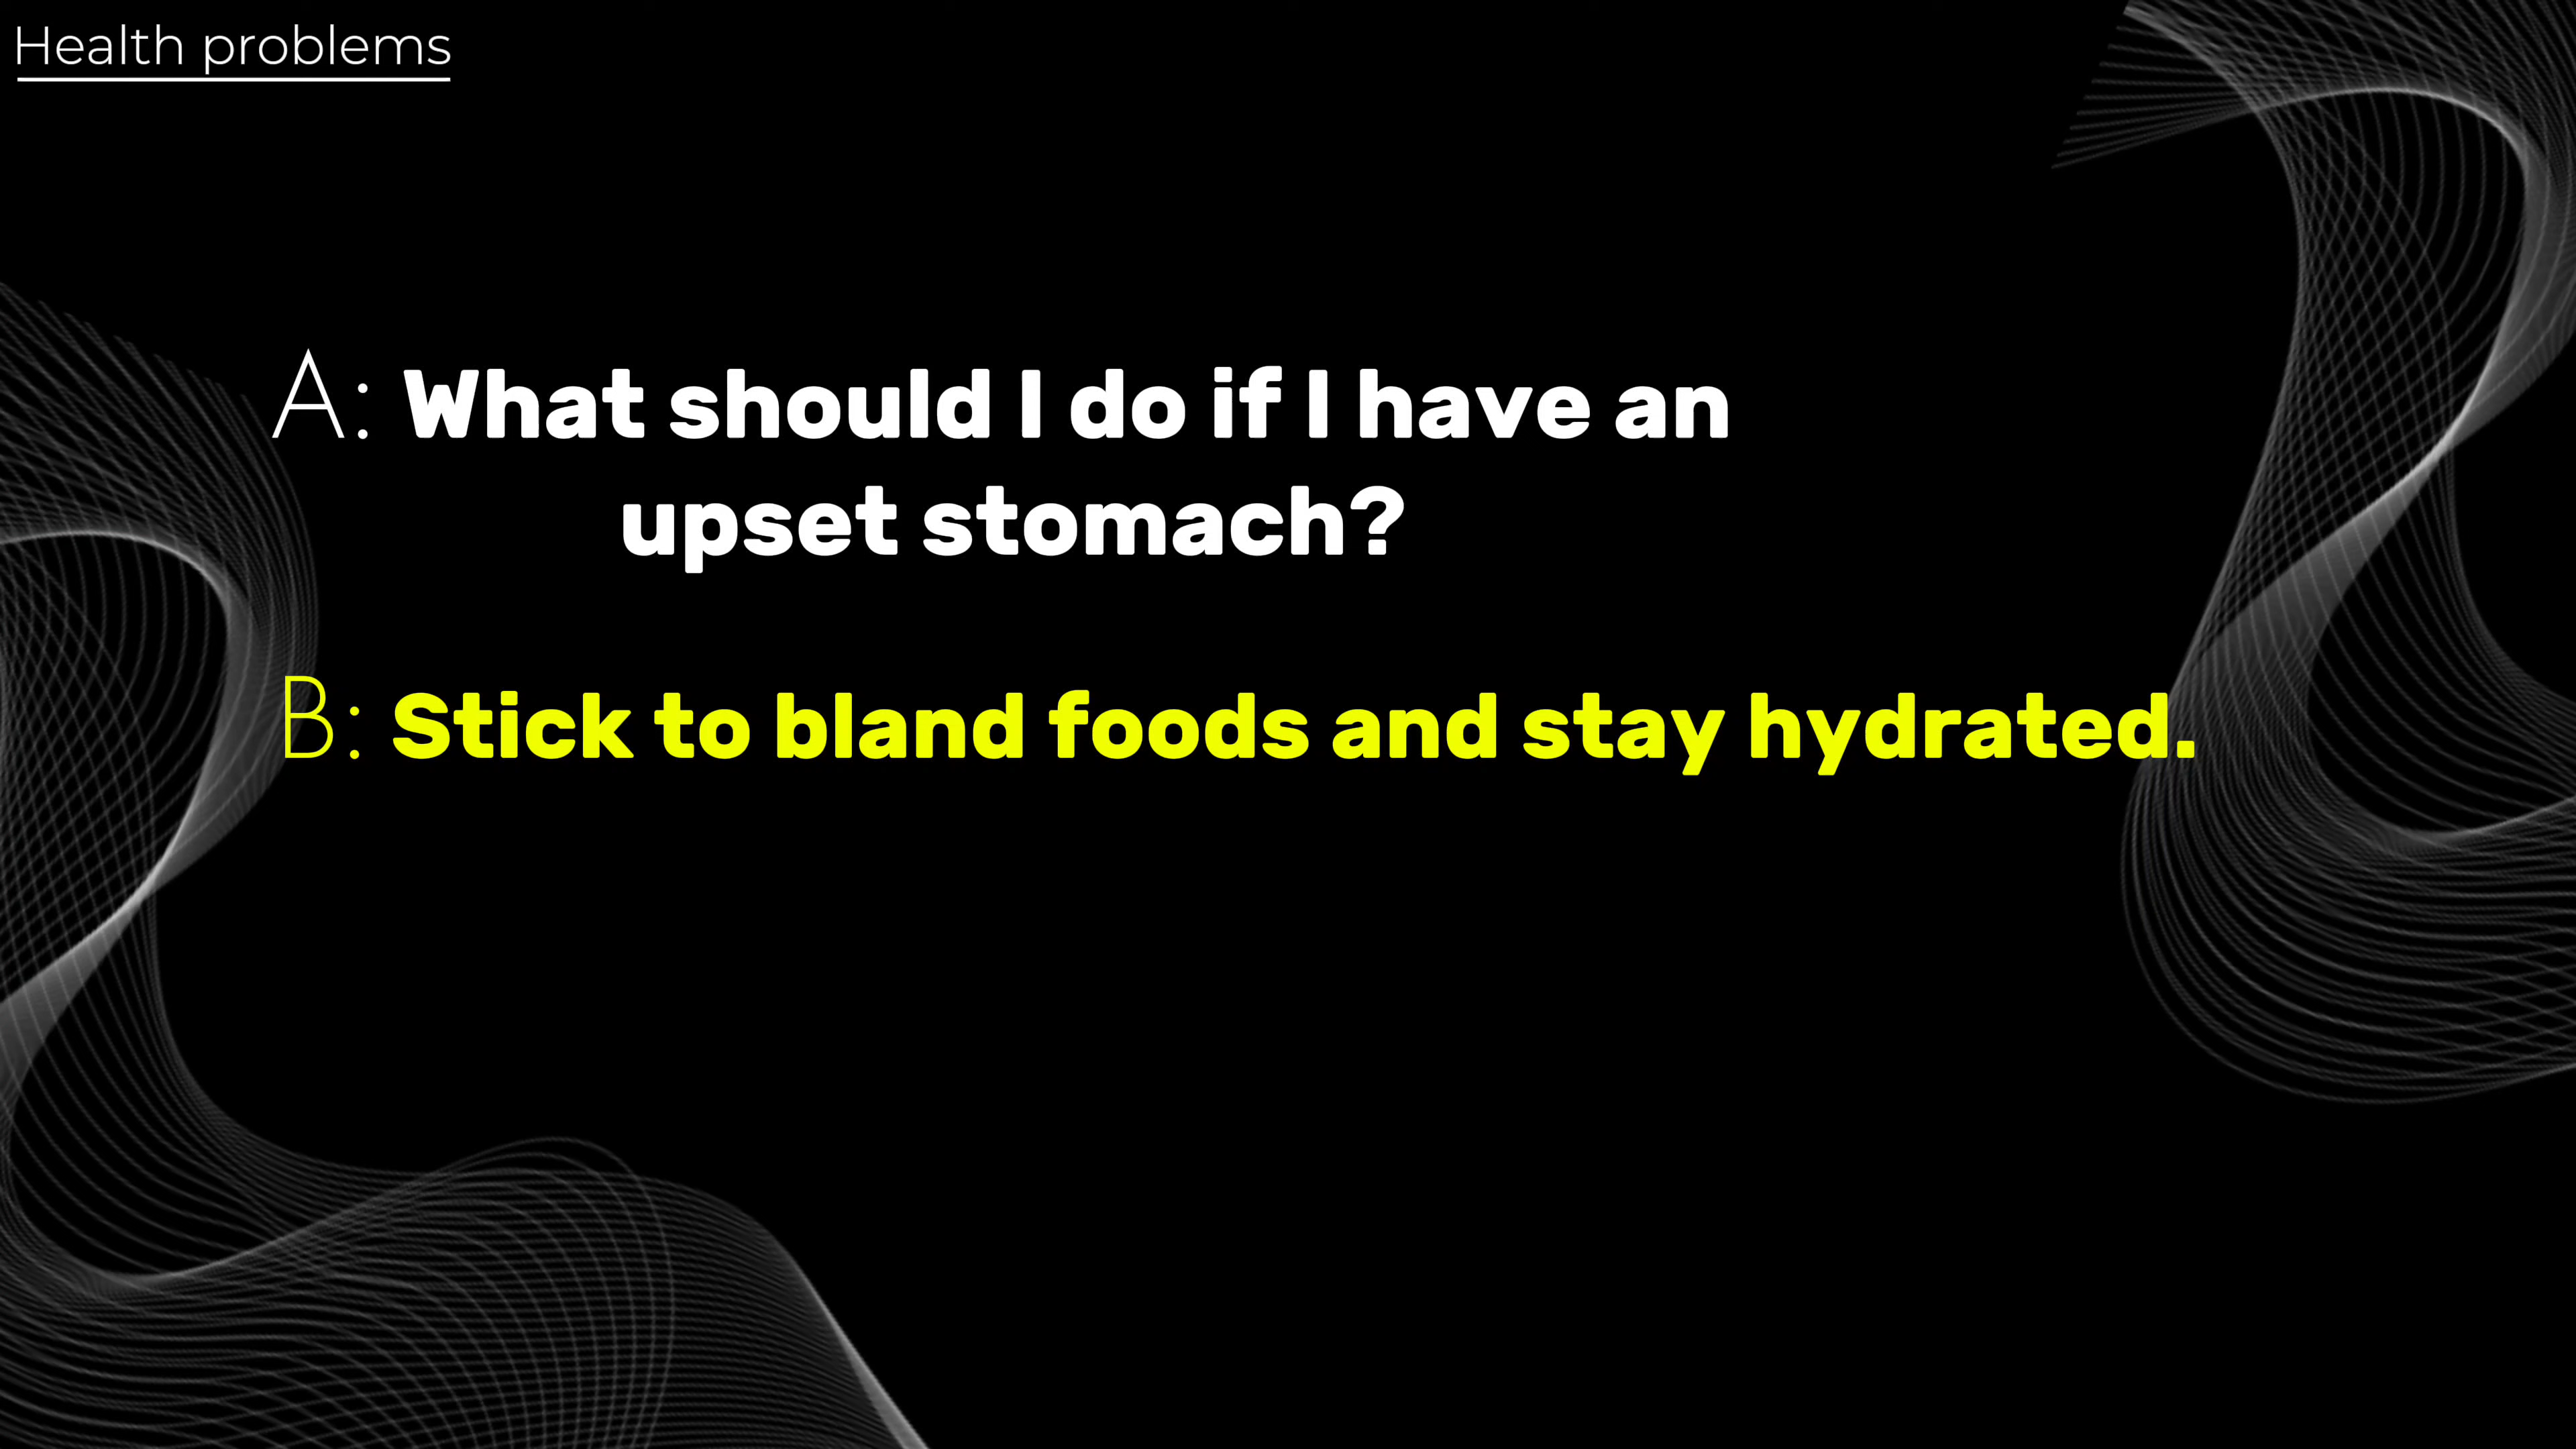 Health problems
A: What should I do if I have an
upset stomach?
B: Stick to bland foods and stay hydrated.